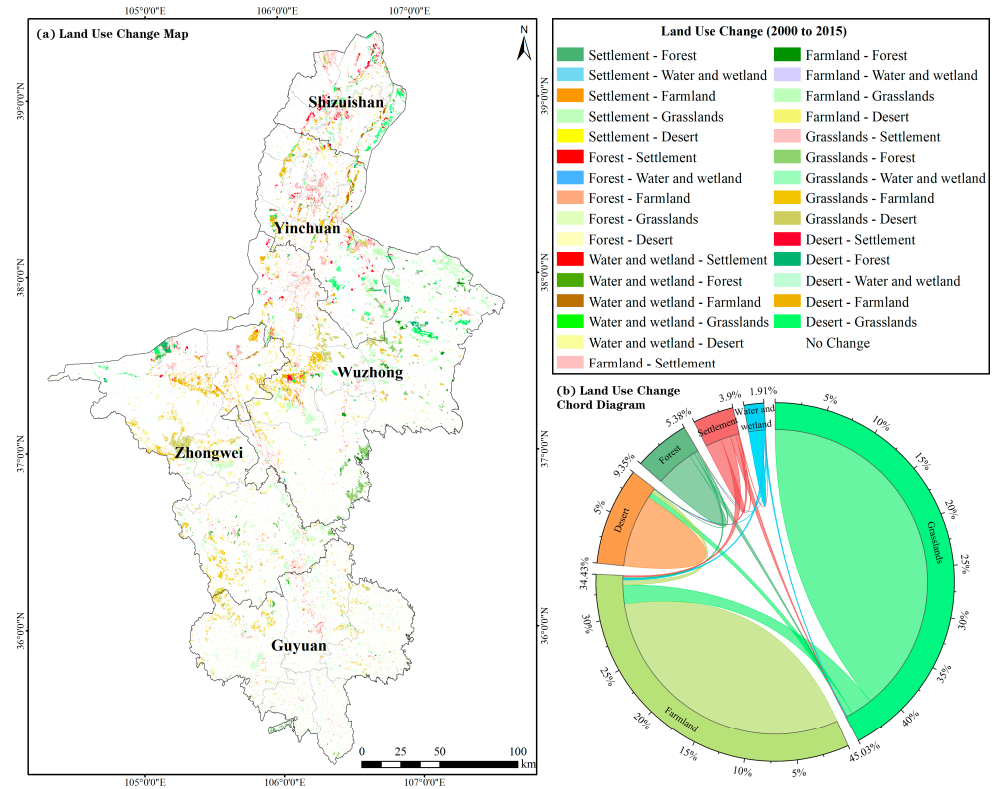 105°0'0"E 106°0'0"E 107°0'0"E
(a) Land Use Change Map
N
39°0'0"N
38°0'0"N
37°0'0"N
36°0'0"N
39°0'0"N
38°0'0"N
37°0'0"N
36°0'0"N
Shizuishan
Yinchuan
Wuzhong
Zhongwei
Guyuan
0 25 50 100
km
105°0'0"E 106°0'0"E 107°0'0"E
Land Use Change (2000 to 2015)
Settlement - Forest
Settlement - Water and wetland
Settlement - Farmland
Settlement - Grasslands
Settlement - Desert
Forest - Settlement
Forest - Water and wetland
Forest - Farmland
Forest - Grasslands
Forest - Desert
Water and wetland - Settlement
Water and wetland - Forest
Water and wetland - Farmland
Water and wetland - Grasslands
Water and wetland - Desert
Farmland - Settlement
Farmland - Forest
Farmland - Water and wetland
Farmland - Grasslands
Farmland - Desert
Grasslands - Settlement
Grasslands - Forest
Grasslands - Water and wetland
Grasslands - Farmland
Grasslands - Desert
Desert - Settlement
Desert - Forest
Desert - Water and wetland
Desert - Farmland
Desert - Grasslands
No Change
(b) Land Use Change
Chord Diagram
5.38%
3.9%
1.91%
Water and
wetland
Settlement
Forest
9.35%
5%
Desert
34.43%
30%
25%
20%
15%
10%
5%
Farmland
5%
10%
15%
20%
25%
30%
35%
40%
45.03%
Grasslands